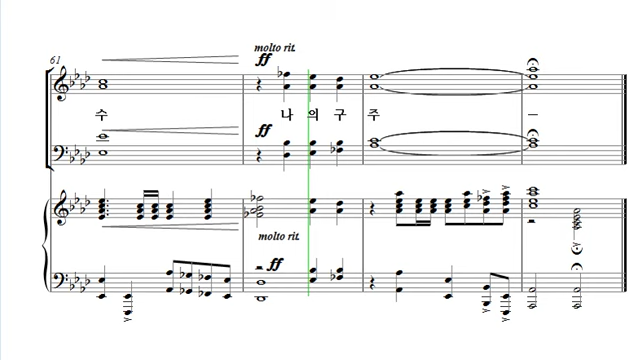 61
molto rit.
ff
수 나 의 구 주 –
ff
molto rit.
ff